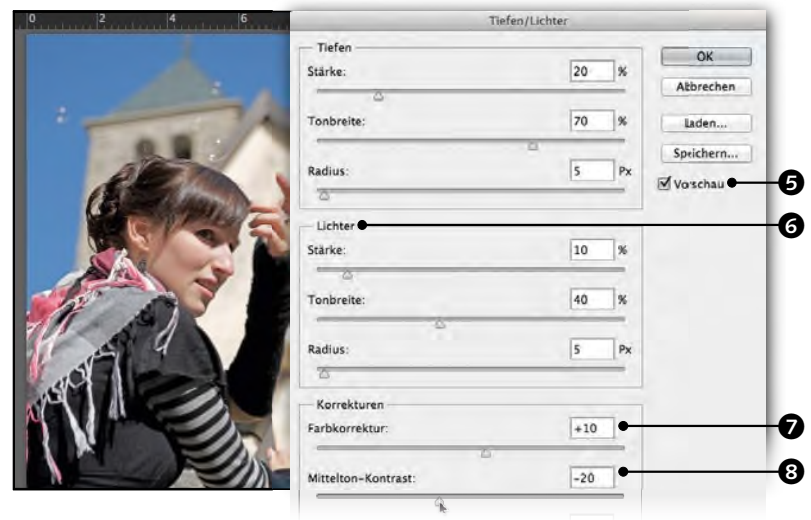 0 2 4 6
Tiefen/Lichter
Tiefen
Stärke: 20 %
Tonbreite: 70 %
Radius: 5 Px
Lichter
Stärke: 10 %
Tonbreite: 40 %
Radius: 5 Px
Korrekturen
Farbkorrektur: +10
Mittelton-Kontrast: -20
OK
Abbrechen
Laden...
Speichern...
Vorschau
5
6
7
8